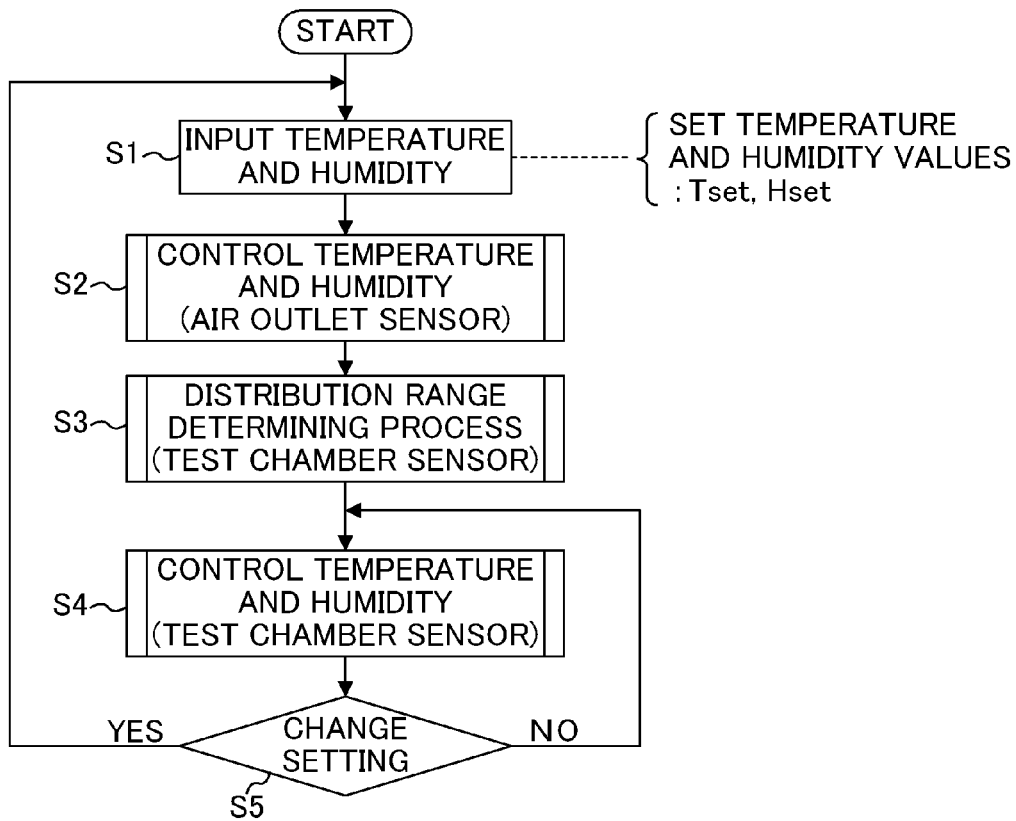 START
S1
INPUT TEMPERATURE
AND HUMIDITY
SET TEMPERATURE
AND HUMIDITY VALUES
: Tset, Hset
S2
CONTROL TEMPERATURE
AND HUMIDITY
(AIR OUTLET SENSOR)
S3
DISTRIBUTION RANGE
DETERMINING PROCESS
(TEST CHAMBER SENSOR)
S4
CONTROL TEMPERATURE
AND HUMIDITY
(TEST CHAMBER SENSOR)
YES
CHANGE
SETTING
NO
S5